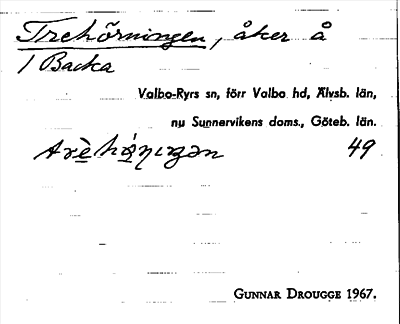 Trehörningen, åker å
/ Backa
Valbo-Ryrs sn, förr Valbo hd, Älvsb. län,
nu Sunnervikens doms., Göteb. län.
49
GUNNAR DROUGGE 1967.